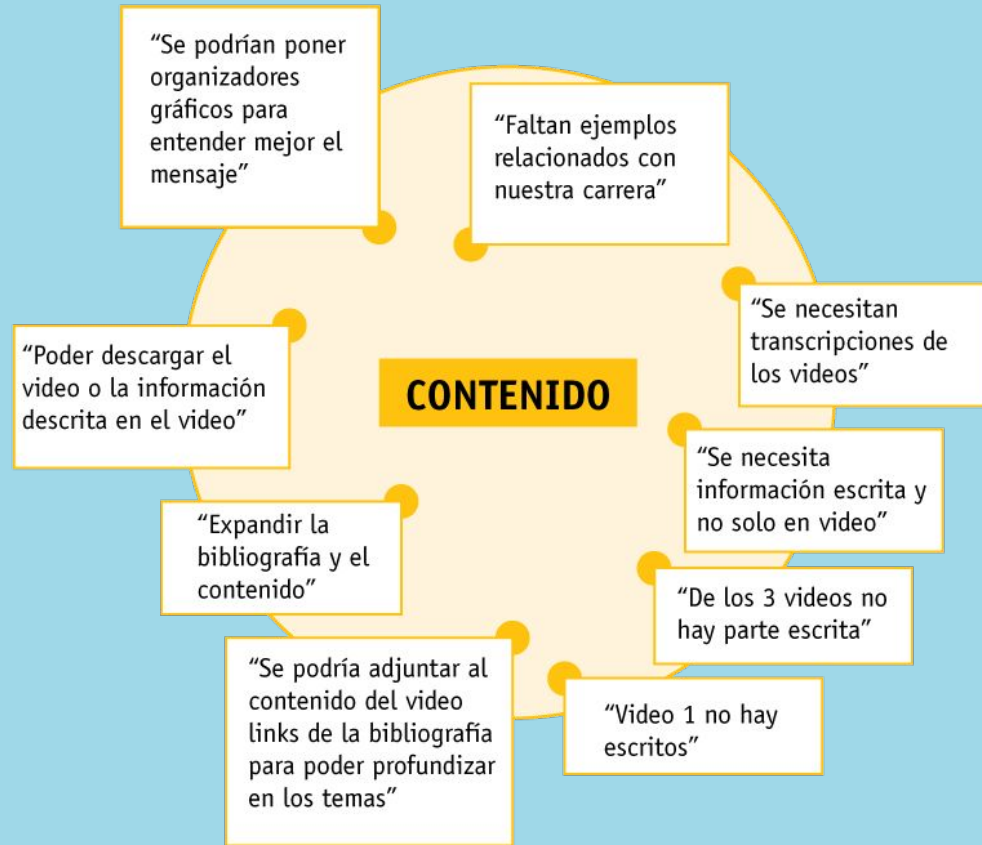 “Se podrían poner
organizadores
gráficos para
entender mejor el
mensaje”
“Faltan ejemplos
relacionados con
nuestra carrera”
“Se necesitan
transcripciones de
los videos”
“Poder descargar el
video o la información
descrita en el video”
CONTENIDO
“Se necesita
información escrita y
no solo en video”
“Expandir la
bibliografía y el
contenido”
“De los 3 videos no
hay parte escrita”
“Se podría adjuntar al
contenido del video
links de la bibliografía
para poder profundizar
en los temas”
“Video 1 no hay
escritos”